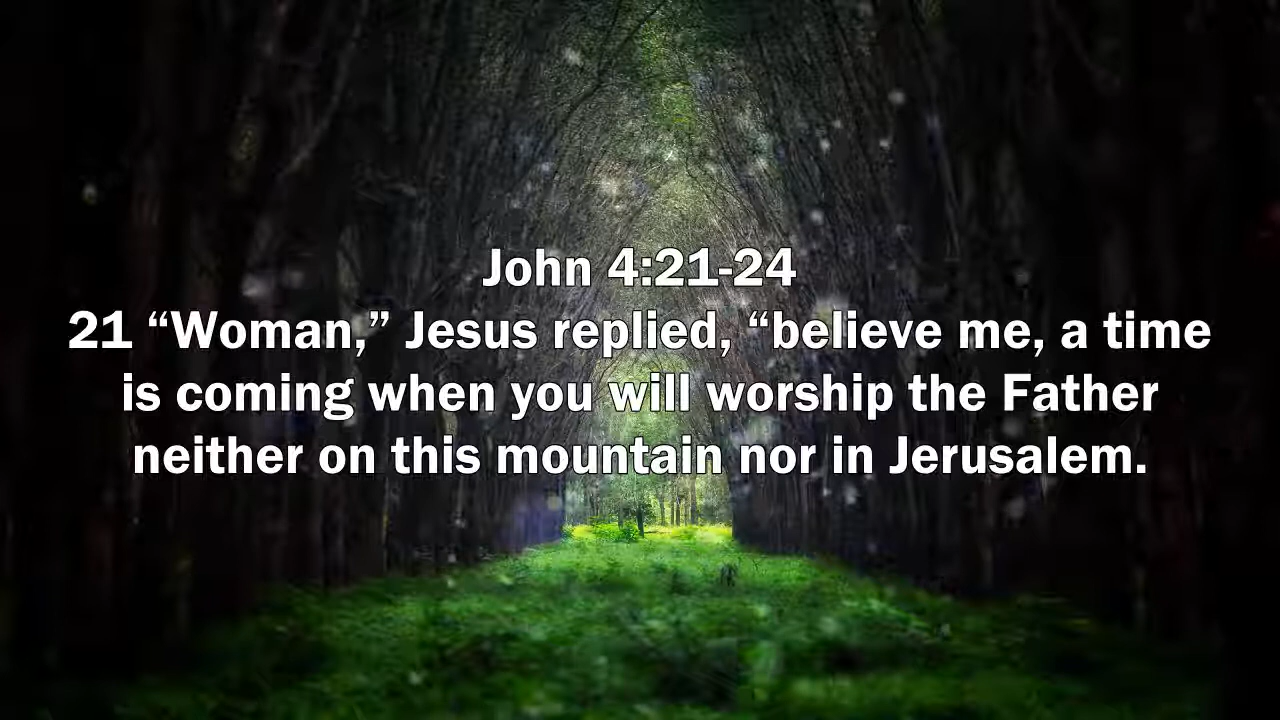 John 4:21-24
21 “Woman,” Jesus replied, “believe me, a time
is coming when you will worship the Father
neither on this mountain nor in Jerusalem.